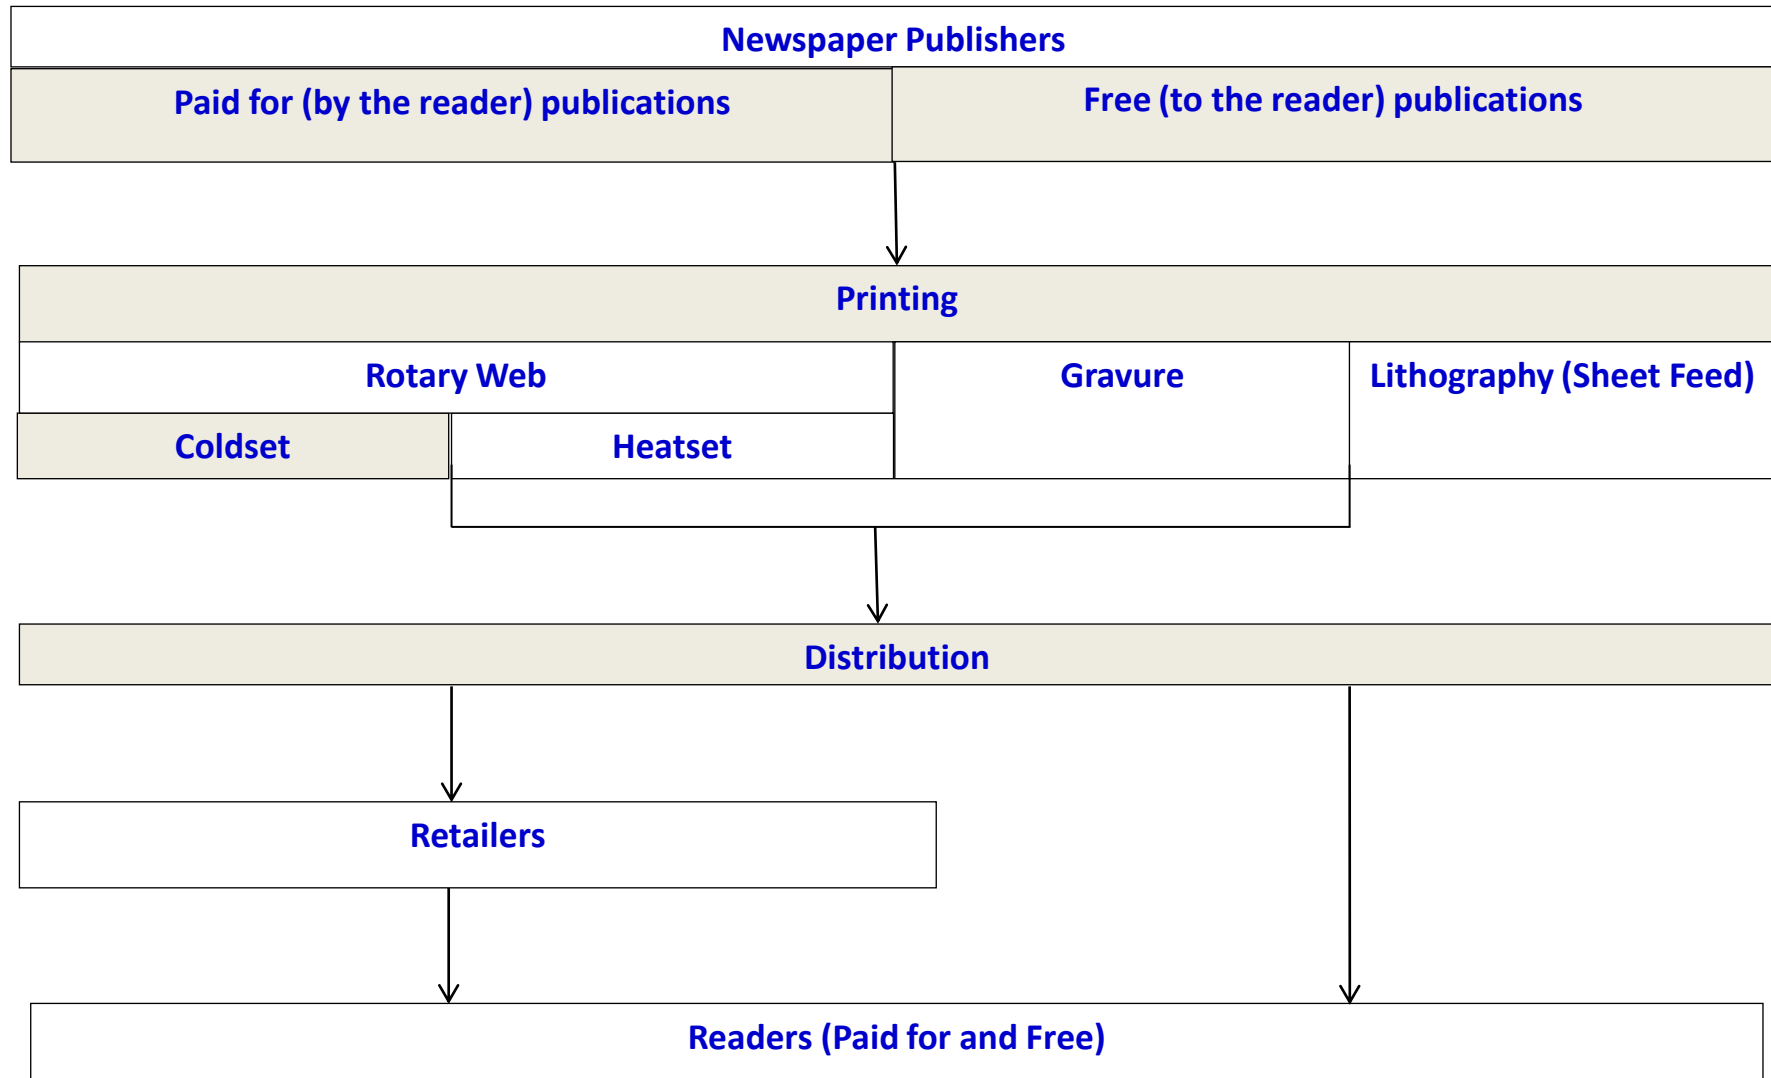 Newspaper Publishers
Paid for (by the reader) publications
Free (to the reader) publications
Printing
Rotary Web
Gravure
Lithography (Sheet Feed)
Coldset
Heatset
Distribution
Retailers
Readers (Paid for and Free)